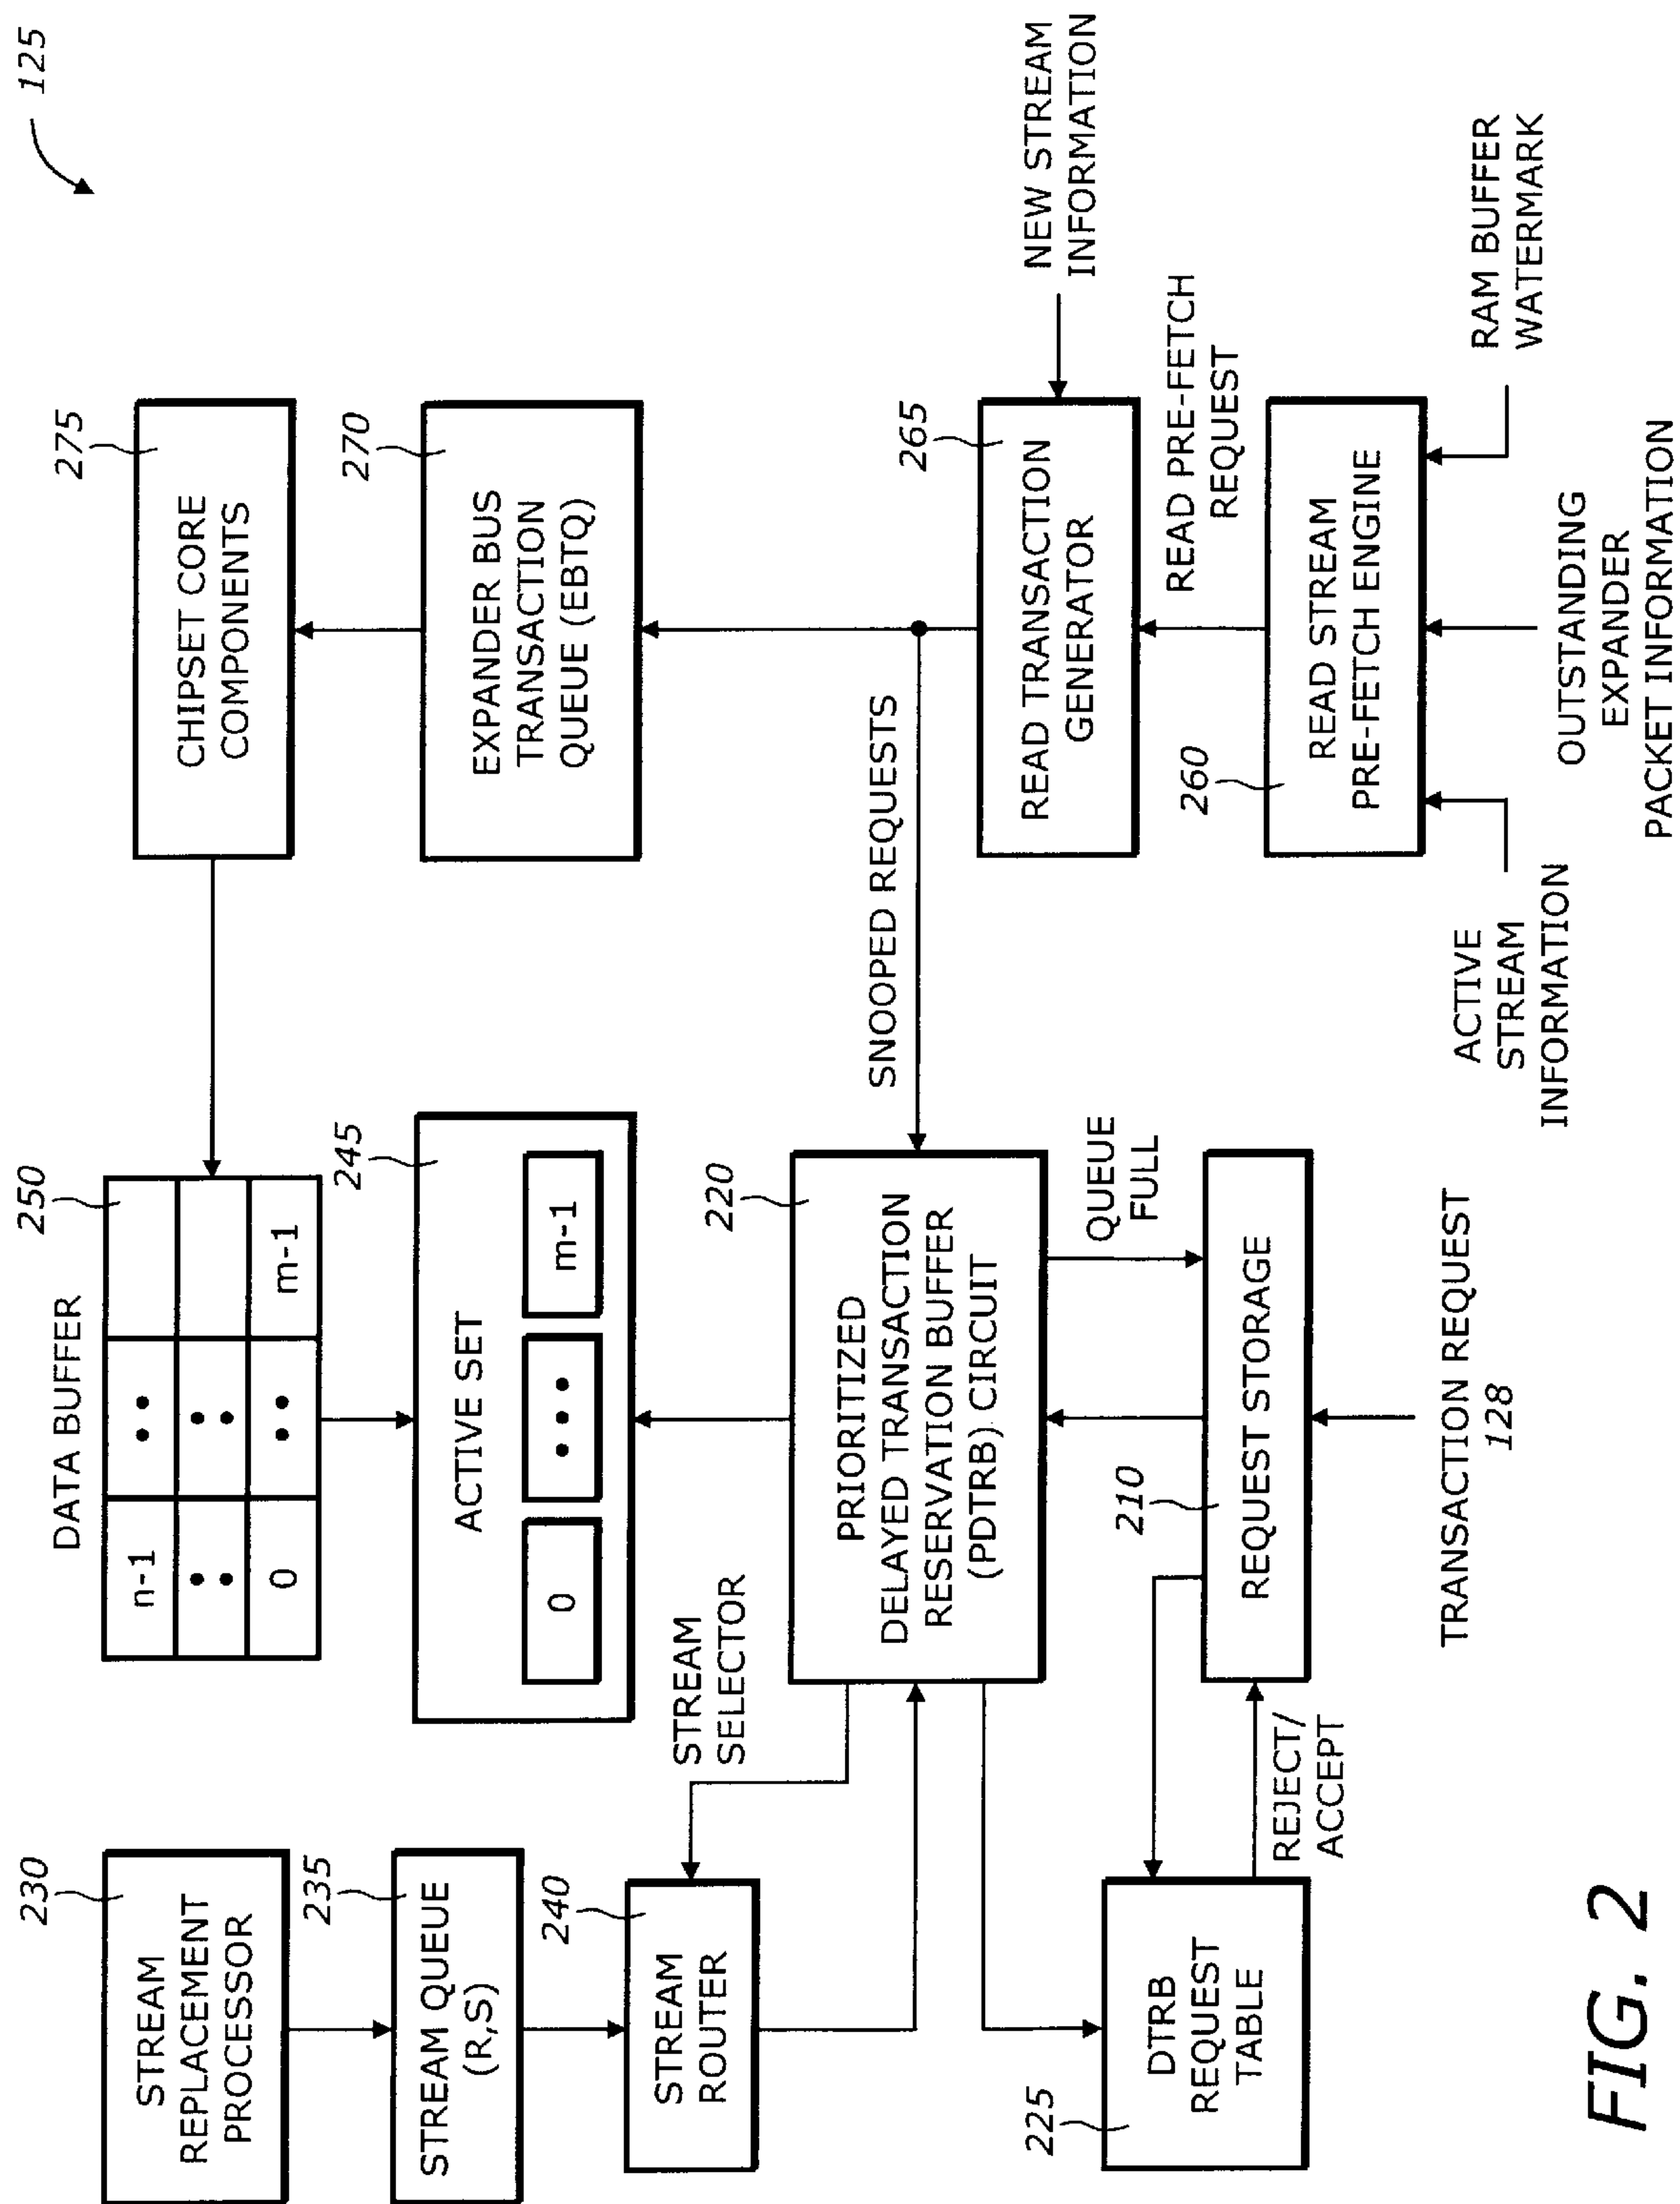 125
230
STREAM
REPLACEMENT
PROCESSOR
235
STREAM QUEUE
(R,S)
240
STREAM
ROUTER
STREAM
SELECTOR
225
DTRB
REQUEST
TABLE
REJECT/
ACCEPT
DATA BUFFER
250
n-1
0
m-1
245
ACTIVE SET
0
m-1
220
PRIORITIZED
DELAYED TRANSACTION
RESERVATION BUFFER
(PDTRB) CIRCUIT
QUEUE
FULL
210
REQUEST STORAGE
TRANSACTION REQUEST
128
275
CHIPSET CORE
COMPONENTS
270
EXPANDER BUS
TRANSACTION
QUEUE (EBTQ)
SNOOPED REQUESTS
265
READ TRANSACTION
GENERATOR
NEW STREAM
INFORMATION
READ PRE-FETCH
REQUEST
260
READ STREAM
PRE-FETCH ENGINE
ACTIVE
STREAM
INFORMATION
OUTSTANDING
EXPANDER
PACKET INFORMATION
RAM BUFFER
WATERMARK
FIG. 2